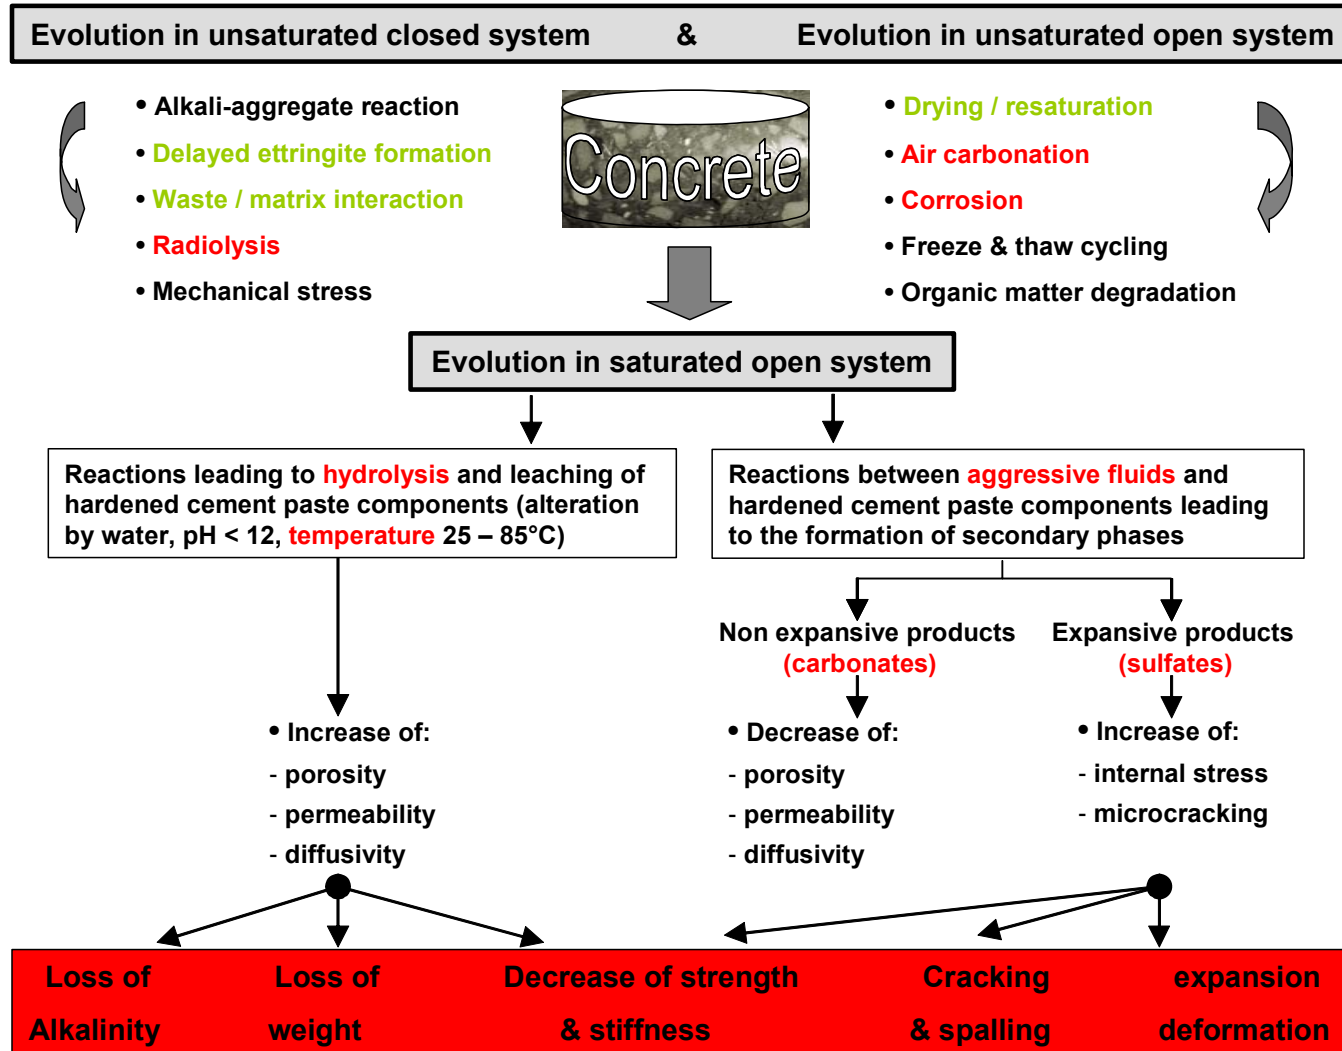 Evolution in unsaturated closed system & Evolution in unsaturated open system
• Alkali-aggregate reaction
• Delayed ettringite formation
• Waste / matrix interaction
• Radiolysis
• Mechanical stress
Concrete
• Drying / resaturation
• Air carbonation
• Corrosion
• Freeze & thaw cycling
• Organic matter degradation
Evolution in saturated open system
Reactions leading to hydrolysis and leaching of
hardened cement paste components (alteration
by water, pH < 12, temperature 25 – 85°C)
Reactions between aggressive fluids and
hardened cement paste components leading
to the formation of secondary phases
Non expansive products
(carbonates)
Expansive products
(sulfates)
• Increase of:
- porosity
- permeability
- diffusivity
• Decrease of:
- porosity
- permeability
- diffusivity
• Increase of:
- internal stress
- microcracking
Loss of
Alkalinity
Loss of
weight
Decrease of strength
& stiffness
Cracking
& spalling
expansion
deformation